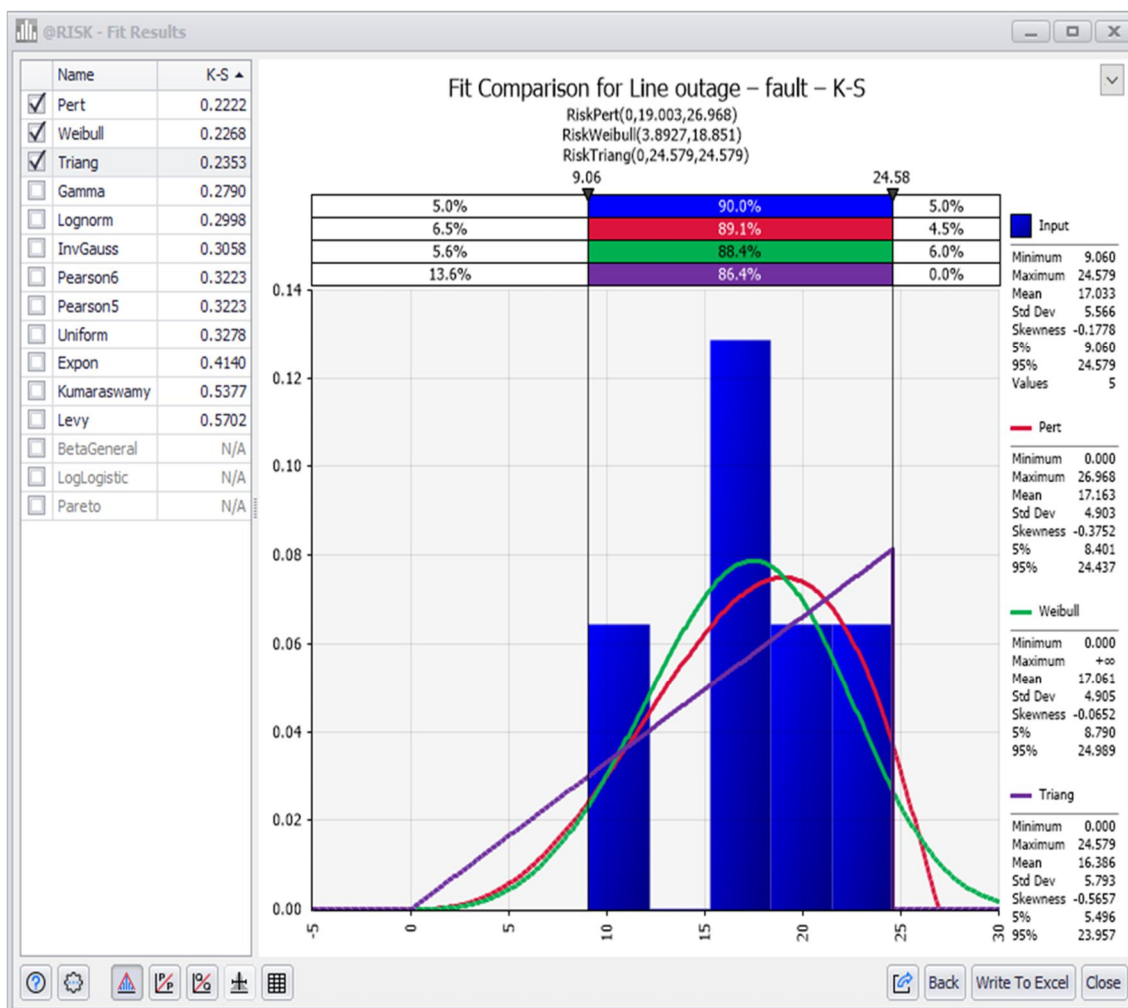 @RISK - Fit Results
Name K-S
Pert 0.2222
Weibull 0.2268
Triang 0.2353
Gamma 0.2790
Lognorm 0.2998
InvGauss 0.3058
Pearson6 0.3223
Pearson5 0.3223
Uniform 0.3278
Expon 0.4140
Kumaraswamy 0.5377
Levy 0.5702
BetaGeneral N/A
LogLogistic N/A
Pareto N/A
Fit Comparison for Line outage – fault – K-S
RiskPert(0,19.003,26.968)
RiskWeibull(3.8927,18.851)
RiskTriang(0,24.579,24.579)
9.06 24.58
5.0% 90.0% 5.0%
6.5% 89.1% 4.5%
5.6% 88.4% 6.0%
13.6% 86.4% 0.0%
0.14
0.12
0.10
0.08
0.06
0.04
0.02
0.00
-5 0 5 10 15 20 25 30
Input
Minimum 9.060
Maximum 24.579
Mean 17.033
Std Dev 5.566
Skewness -0.1778
5% 9.060
95% 24.579
Values 5
Pert
Minimum 0.000
Maximum 26.968
Mean 17.163
Std Dev 4.903
Skewness -0.3752
5% 8.401
95% 24.437
Weibull
Minimum 0.000
Maximum +∞
Mean 17.061
Std Dev 4.905
Skewness -0.0652
5% 8.790
95% 24.989
Triang
Minimum 0.000
Maximum 24.579
Mean 16.386
Std Dev 5.793
Skewness -0.5657
5% 5.496
95% 23.957
P P
Q Q
Back Write To Excel Close